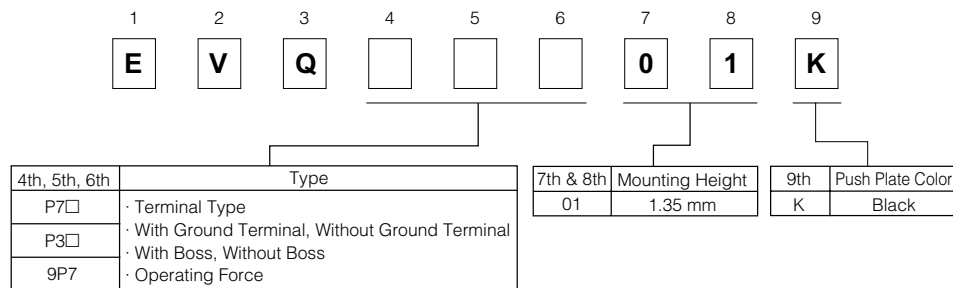 1 2 3 4 5 6 7 8 9
E V Q 0 1 K
4th, 5th, 6th Type
P7□
P3□
9P7
· Terminal Type
· With Ground Terminal, Without Ground Terminal
· With Boss, Without Boss
· Operating Force
7th & 8th Mounting Height
01 1.35 mm
9th Push Plate Color
K Black